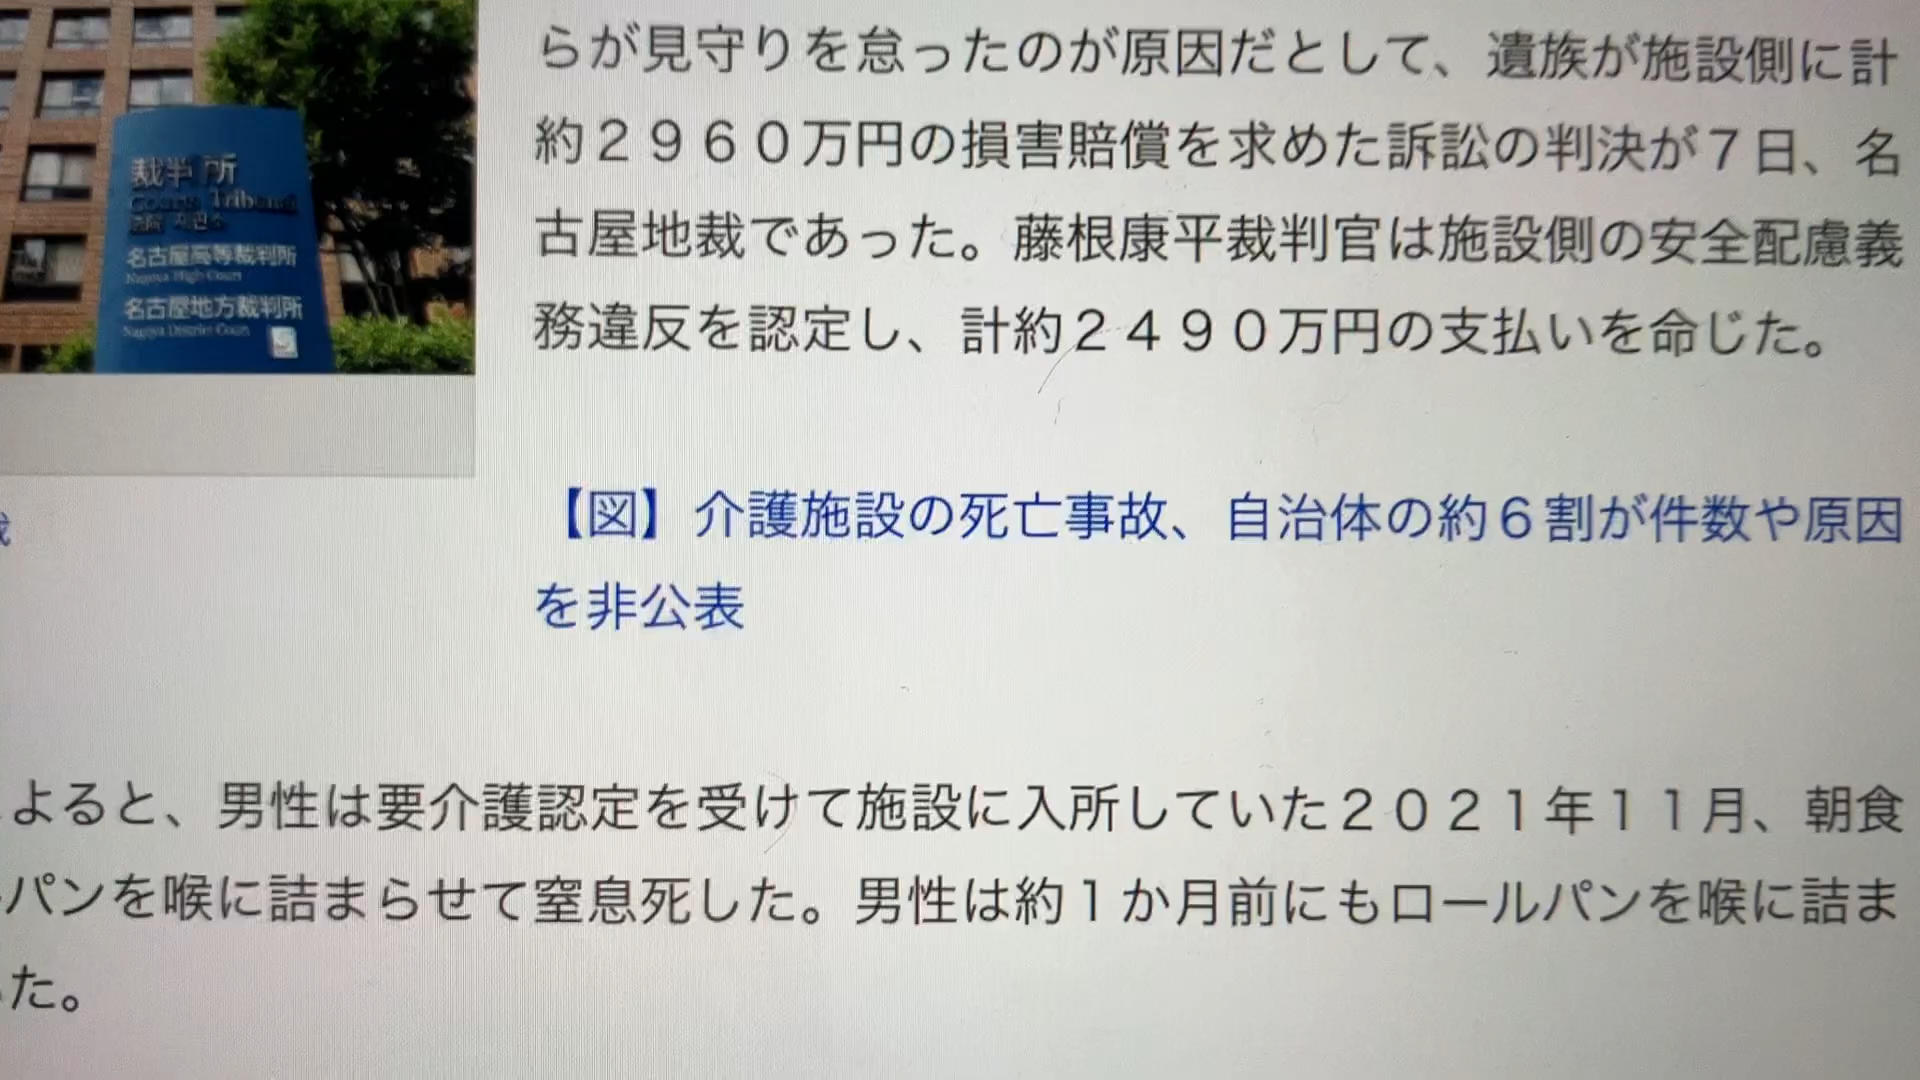 裁判所
Courts Tribunal
名古屋高等裁判所
Nagoya High Court
名古屋地方裁判所
Nagoya District Court
らが見守りを怠ったのが原因だとして、遺族が施設側に計
約２９６０万円の損害賠償を求めた訴訟の判決が７日、名
古屋地裁であった。藤根康平裁判官は施設側の安全配慮義
務違反を認定し、計約２４９０万円の支払いを命じた。
【図】介護施設の死亡事故、自治体の約６割が件数や原因
を非公表
よると、男性は要介護認定を受けて施設に入所していた２０２１年１１月、朝食
パンを喉に詰まらせて窒息死した。男性は約１か月前にもロールパンを喉に詰ま
た。